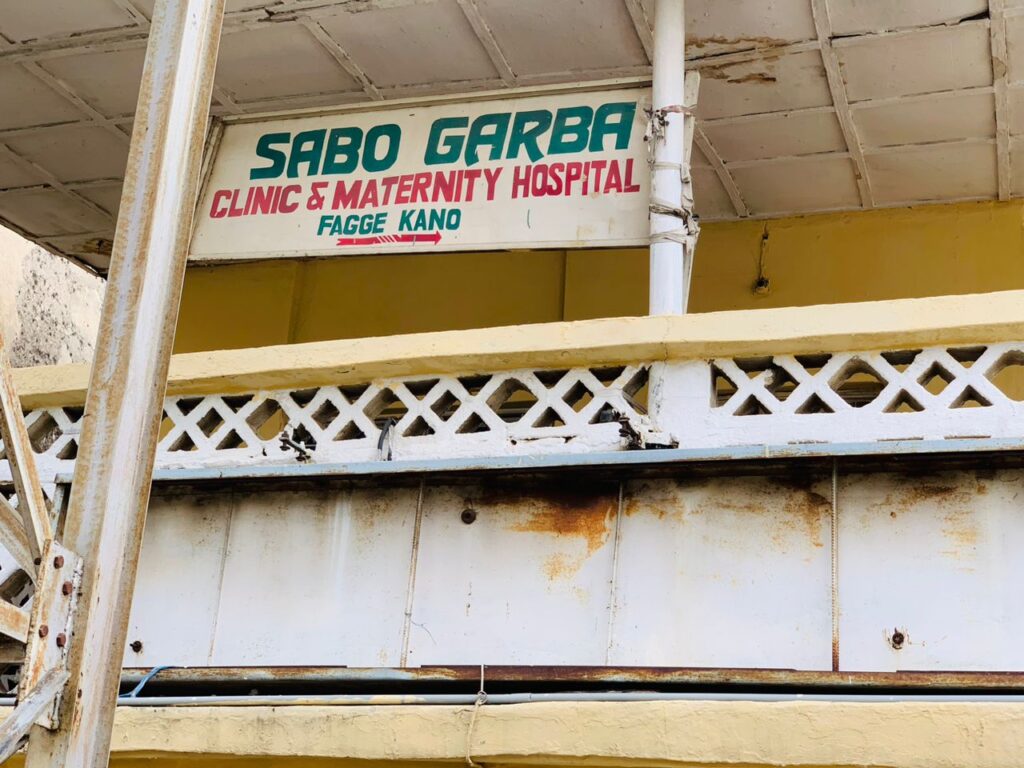 SABO GARBA
CLINIC & MATERNITY HOSPITAL
FAGGE KANO